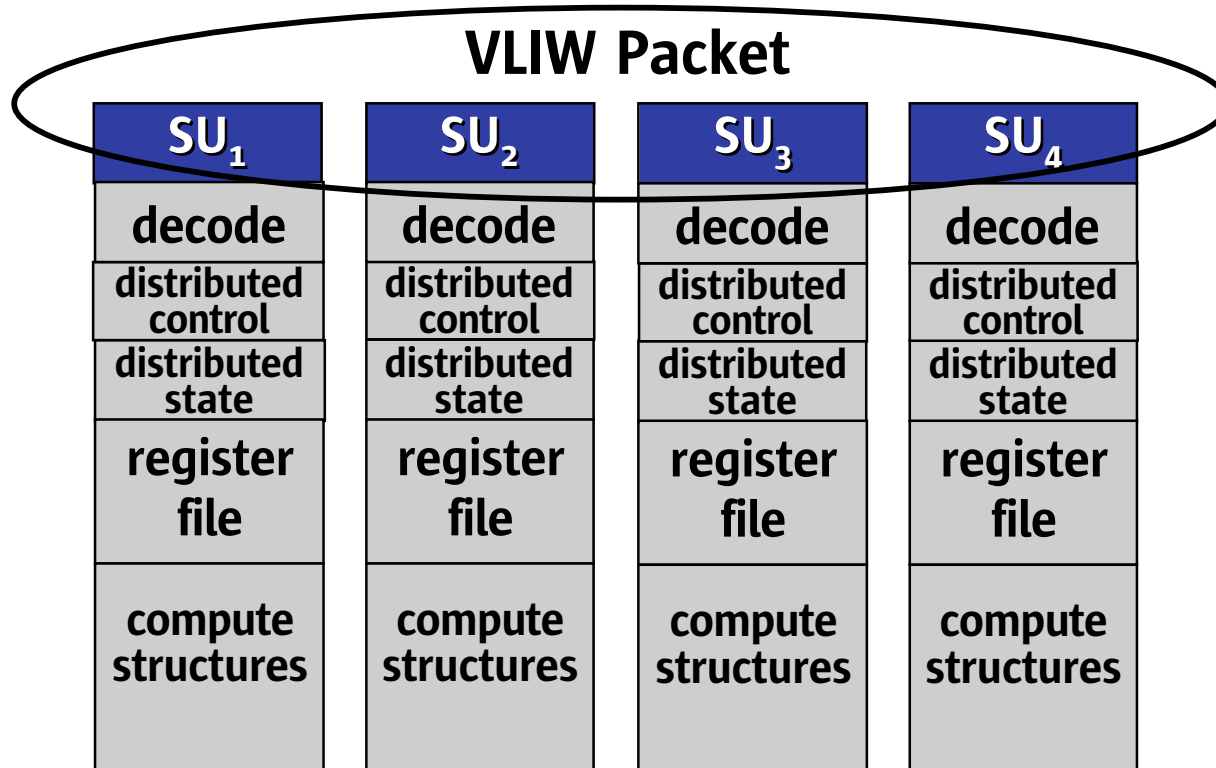 VLIW Packet
SU₁ SU₂ SU₃ SU₄
decode decode decode decode
distributed distributed distributed distributed
control control control control
distributed distributed distributed distributed
state state state state
register register register register
file file file file
compute compute compute compute
structures structures structures structures